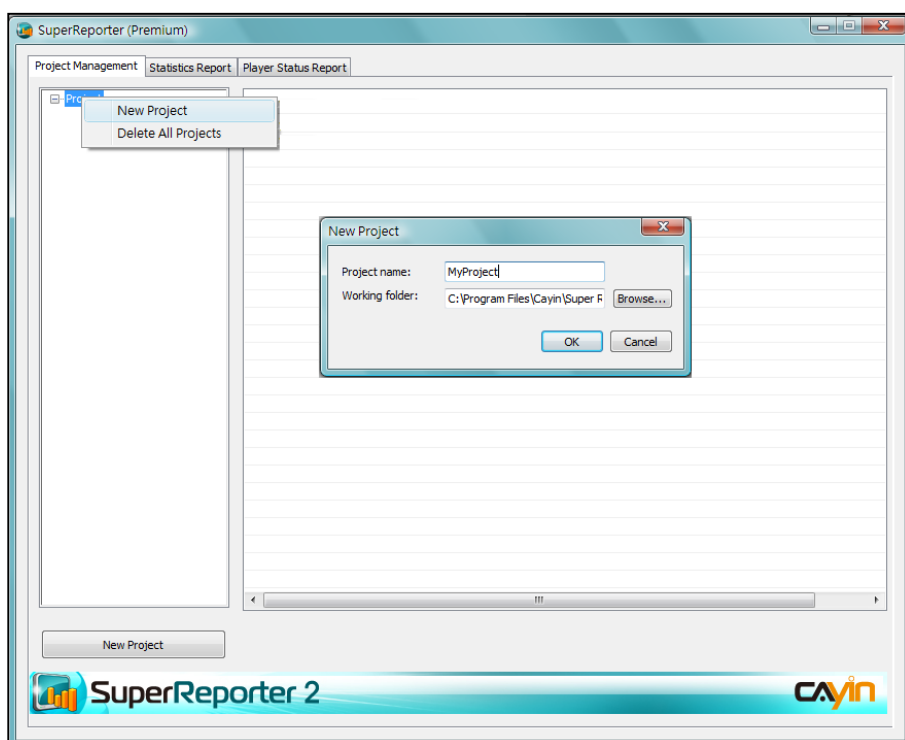 SuperReporter (Premium)
Project Management Statistics Report Player Status Report
New Project
Delete All Projects
New Project
Project name: MyProject
Working folder: C:\Program Files\Cayin\Super R Browse...
OK Cancel
New Project
SuperReporter 2 CAYIN